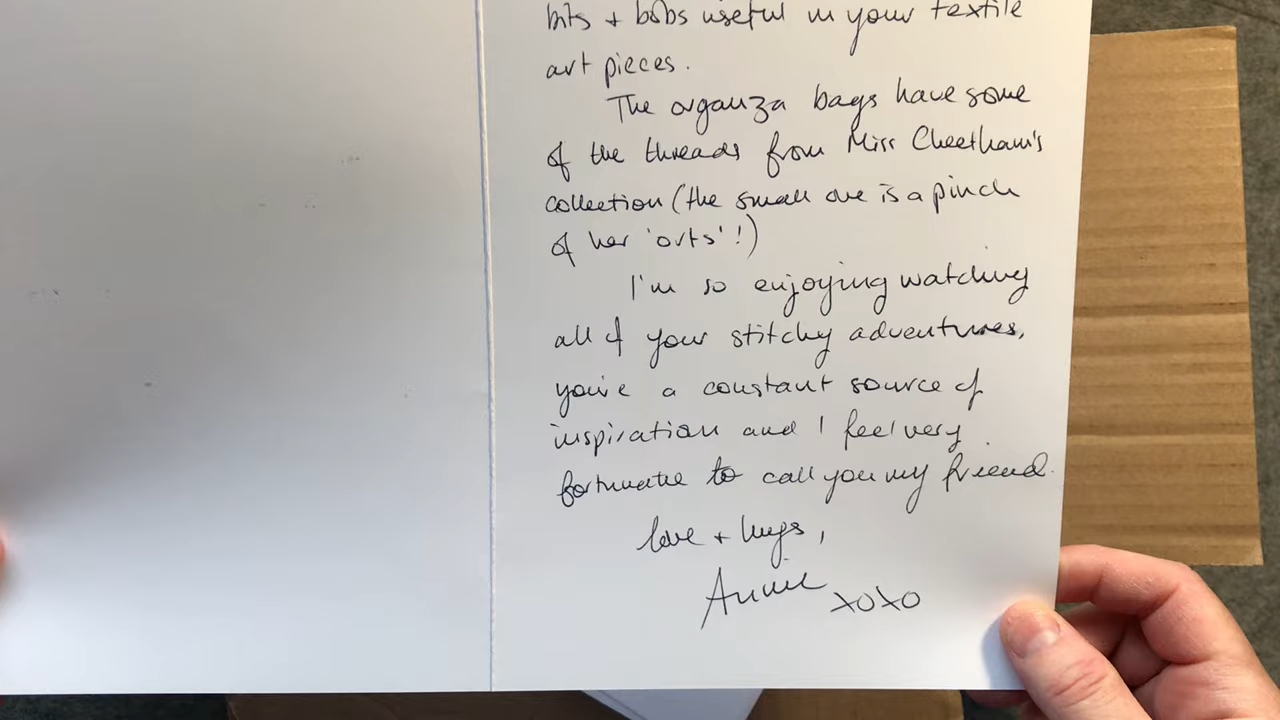 bits + bobs useful in your textile
art pieces.
The organza bags have some
of the threads from Miss Cheetham's
collection (the small one is a pinch
of her 'orts'!)
I'm so enjoying watching
all of your stitchy adventures,
you're a constant source of
inspiration and I feel very
fortunate to call you my friend.
love + hugs,
Annie xoxo